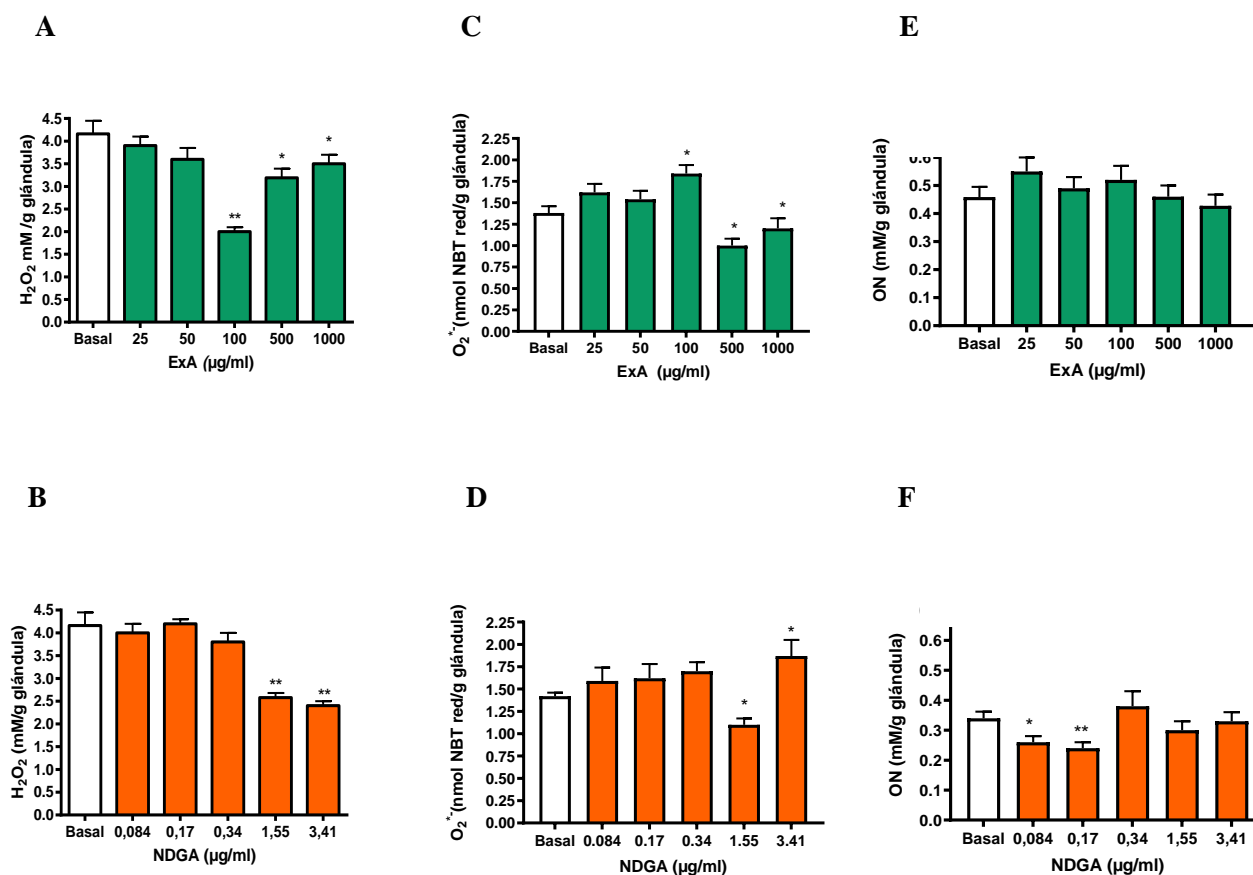 A
H2O2 mM /g glándula)
4.5
4.0
3.5
3.0
2.5
2.0
1.5
1.0
0.5
0.0
**
*
*
Basal 25 50 100 500 1000
ExA (µg/ml)
C
O2*-(nmol NBT red/g glándula)
2.25
2.00
1.75
1.50
1.25
1.00
0.75
0.50
0.25
0.00
*
*
*
Basal 25 50 100 500 1000
ExA (µg/ml)
E
ON (mM/g glándula)
0.6
0.5
0.4
0.3
0.2
0.1
0.0
Basal 25 50 100 500 1000
ExA (µg/ml)
B
H2O2 (mM/g glándula)
4.5
4.0
3.5
3.0
2.5
2.0
1.5
1.0
0.5
0.0
**
**
Basal 0,084 0,17 0,34 1,55 3,41
NDGA (µg/ml)
D
O2*-(nmol NBT red/g glándula)
2.25
2.00
1.75
1.50
1.25
1.00
0.75
0.50
0.25
0.00
*
*
Basal 0.084 0.17 0.34 1.55 3.41
NDGA (µg/ml)
F
ON (mM/g glándula)
0.6
0.5
0.4
0.3
0.2
0.1
0.0
*
**
Basal 0,084 0,17 0,34 1,55 3,41
NDGA (µg/ml)